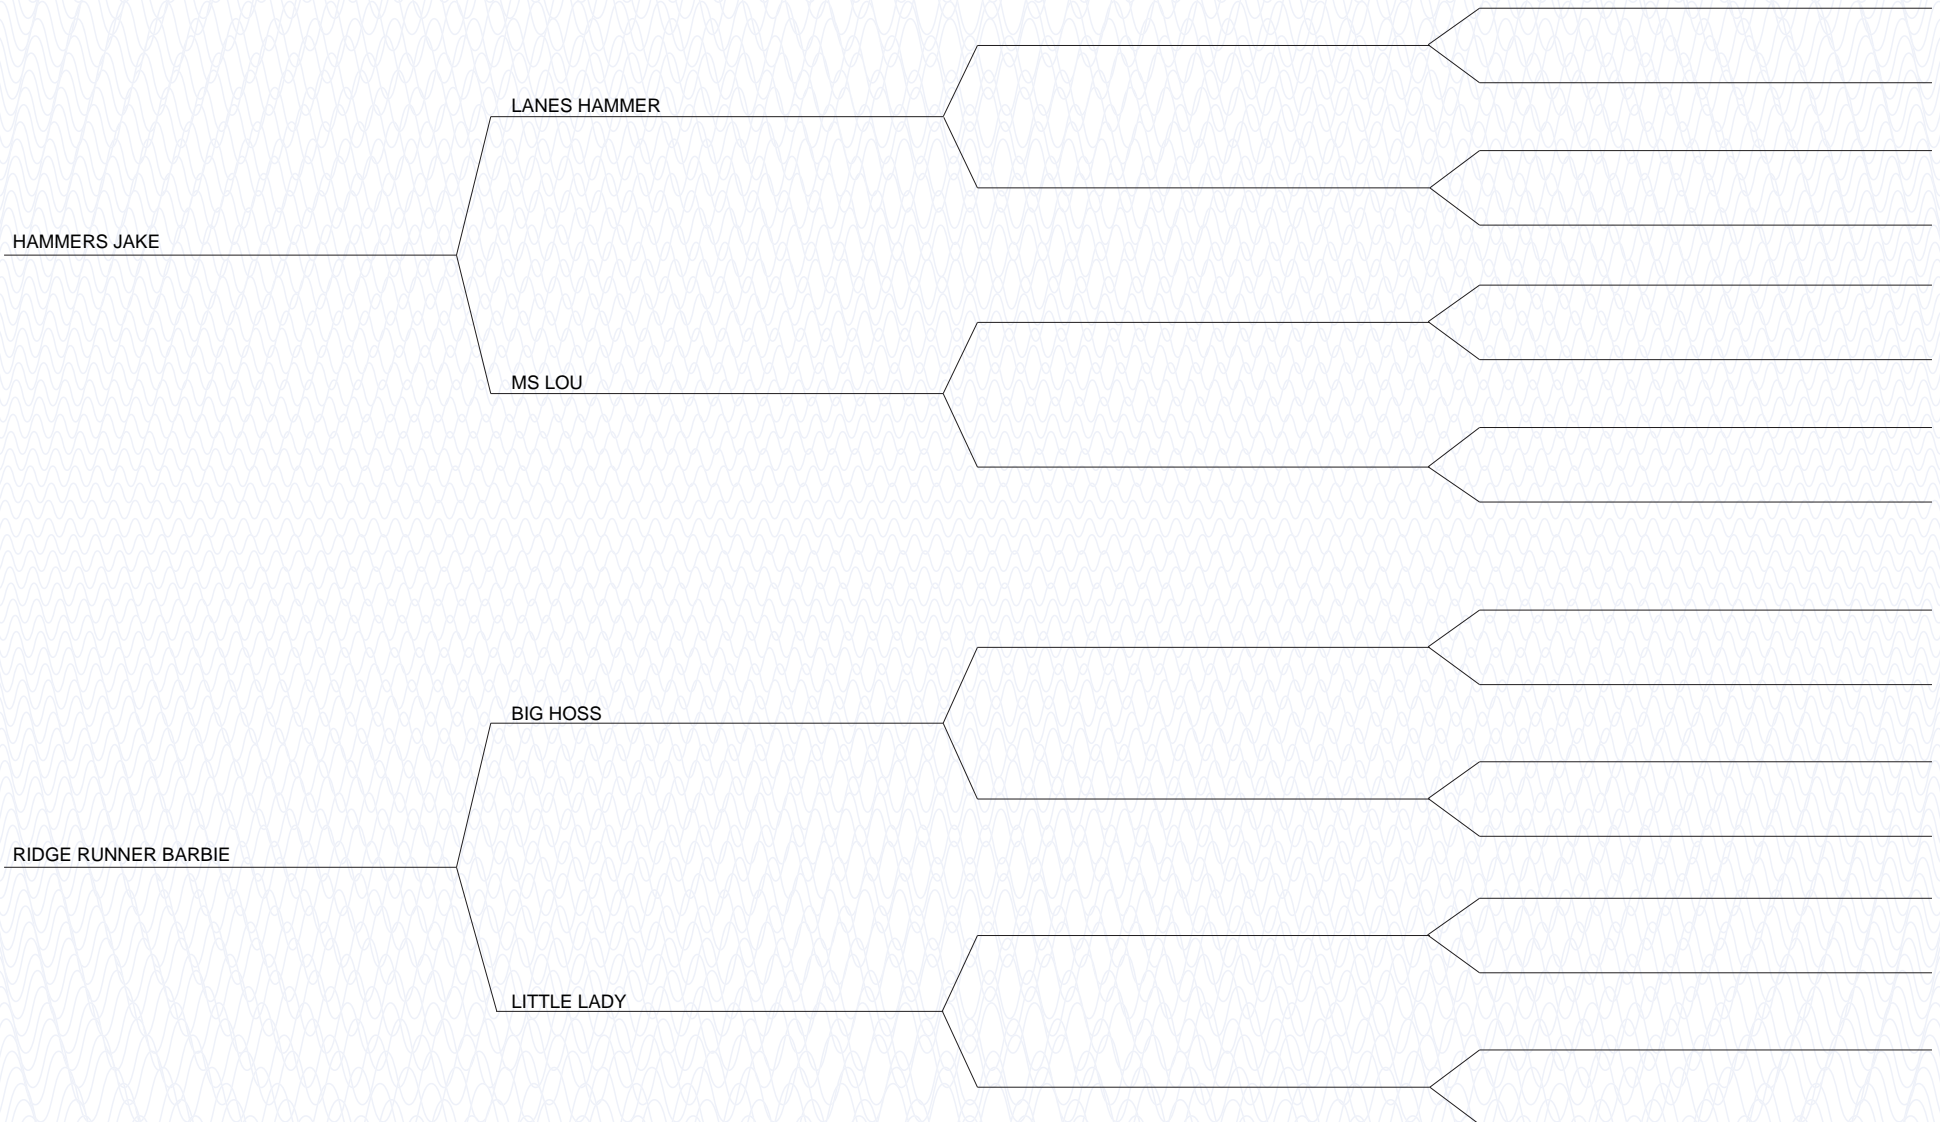 LANES HAMMER
HAMMERS JAKE
MS LOU
BIG HOSS
RIDGE RUNNER BARBIE
LITTLE LADY